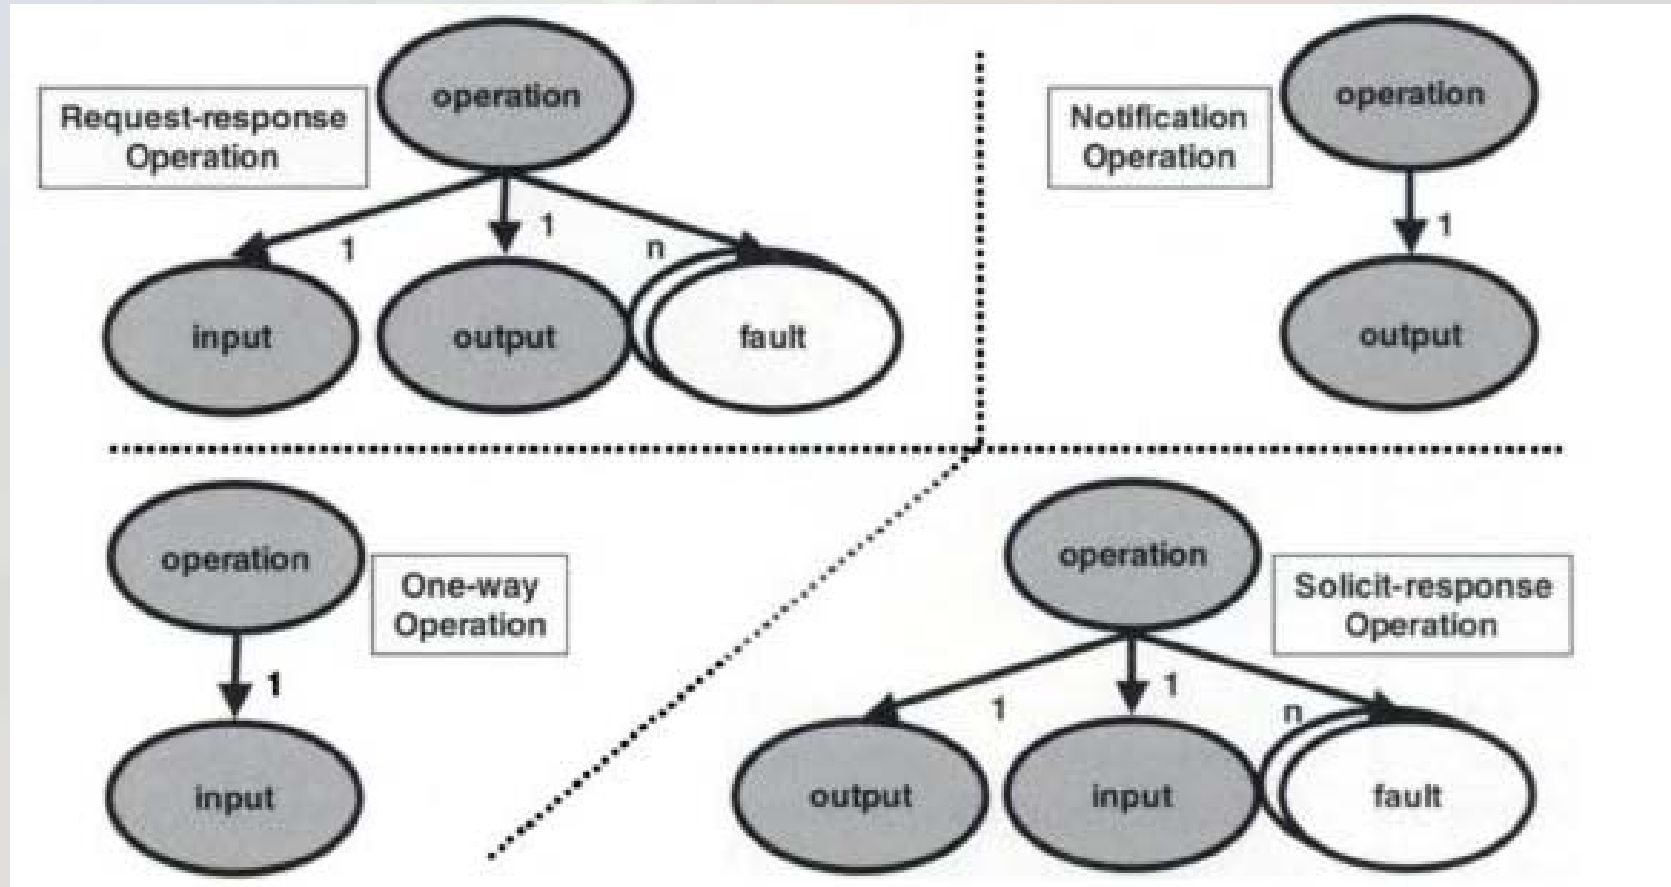 operation
Request-response
Operation
1
1
n
input
output
fault
operation
Notification
Operation
1
output
operation
One-way
Operation
1
input
operation
Solicit-response
Operation
1
1
n
output
input
fault